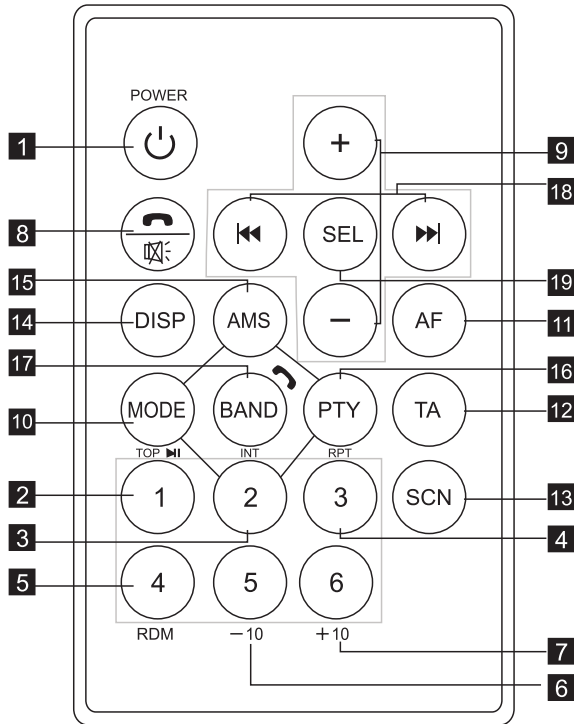 POWER
1
+
9
18
8
SEL
15
19
14
DISP
AMS
−
AF
11
17
16
10
MODE
BAND
PTY
TA
12
TOP
INT
RPT
2
1
2
3
SCN
13
3
4
5
4
5
6
RDM
−10
+10
7
6